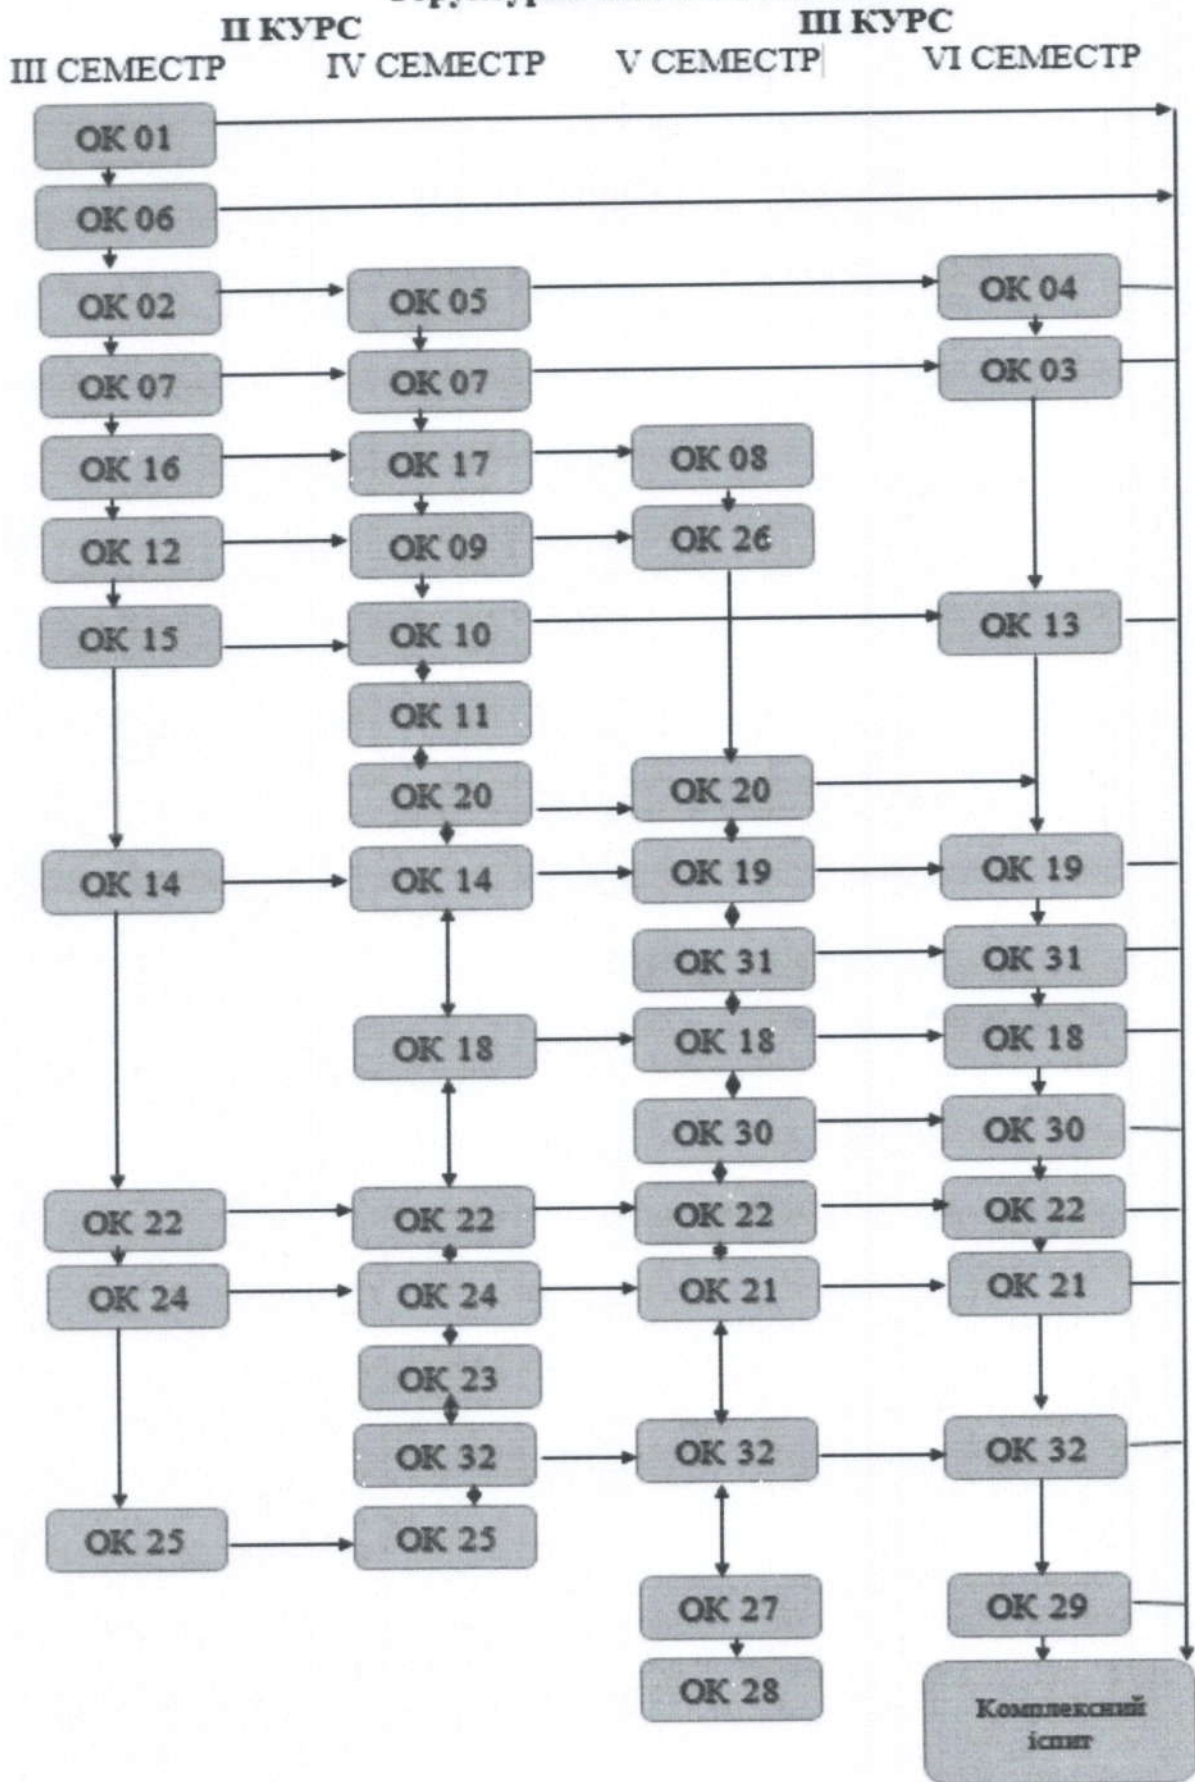 II КУРС
III КУРС
III СЕМЕСТР
IV СЕМЕСТР
V СЕМЕСТР
VI СЕМЕСТР
ОК 01
ОК 06
ОК 02
ОК 05
ОК 04
ОК 07
ОК 07
ОК 03
ОК 16
ОК 17
ОК 08
ОК 12
ОК 09
ОК 26
ОК 15
ОК 10
ОК 13
ОК 11
ОК 20
ОК 20
ОК 14
ОК 14
ОК 19
ОК 19
ОК 31
ОК 31
ОК 18
ОК 18
ОК 18
ОК 30
ОК 30
ОК 22
ОК 22
ОК 22
ОК 22
ОК 24
ОК 24
ОК 21
ОК 21
ОК 23
ОК 32
ОК 32
ОК 32
ОК 25
ОК 25
ОК 27
ОК 29
ОК 28
Комплексний
іспит